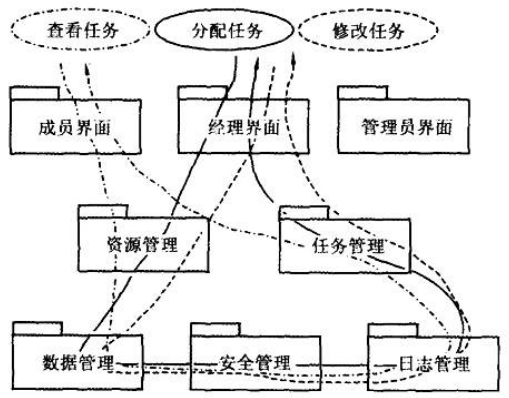 查看任务
分配任务
修改任务
成员界面
经理界面
管理员界面
资源管理
任务管理
数据管理
安全管理
日志管理